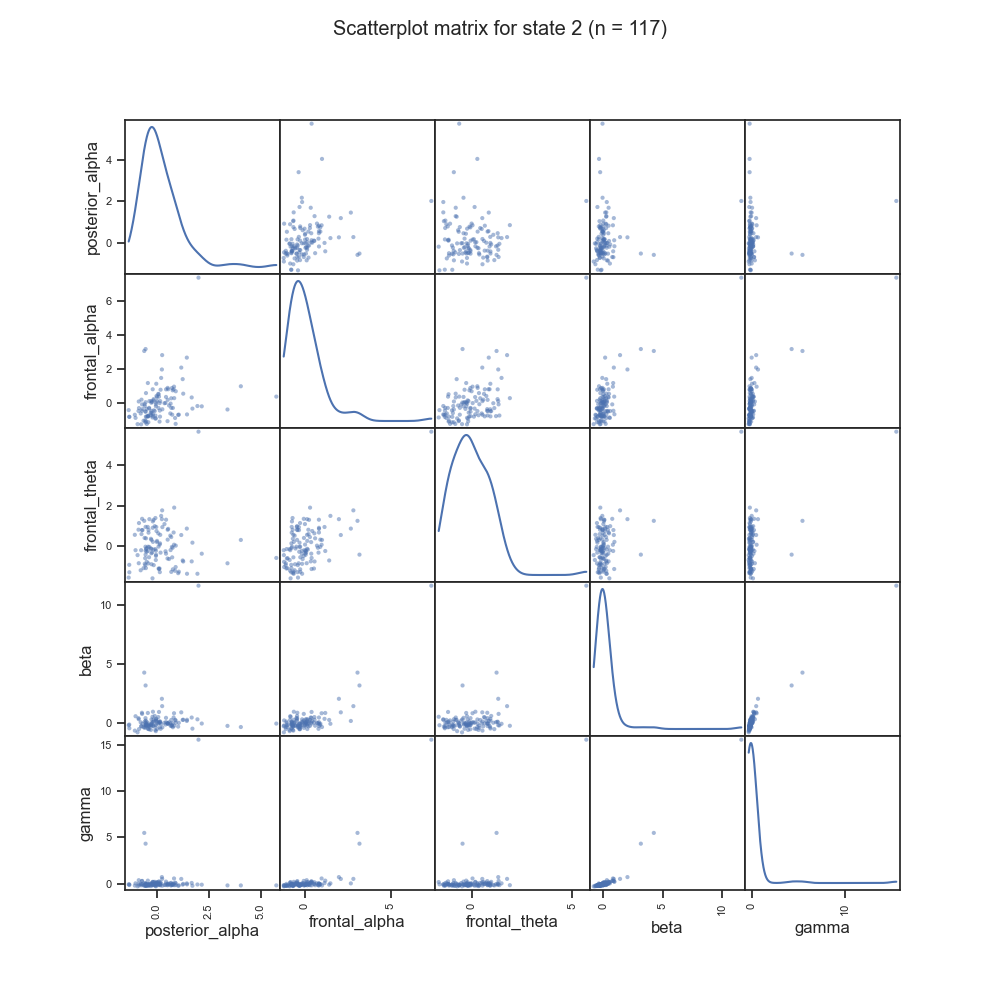 Scatterplot matrix for state 2 (n = 117)
posterior_alpha
4
2
0
frontal_alpha
6
4
2
0
frontal_theta
4
2
0
beta
10
5
0
gamma
15
10
5
0
0.0 2.5 5.0 0 5 0 5 0 5 10 0 10
posterior_alpha frontal_alpha frontal_theta beta gamma